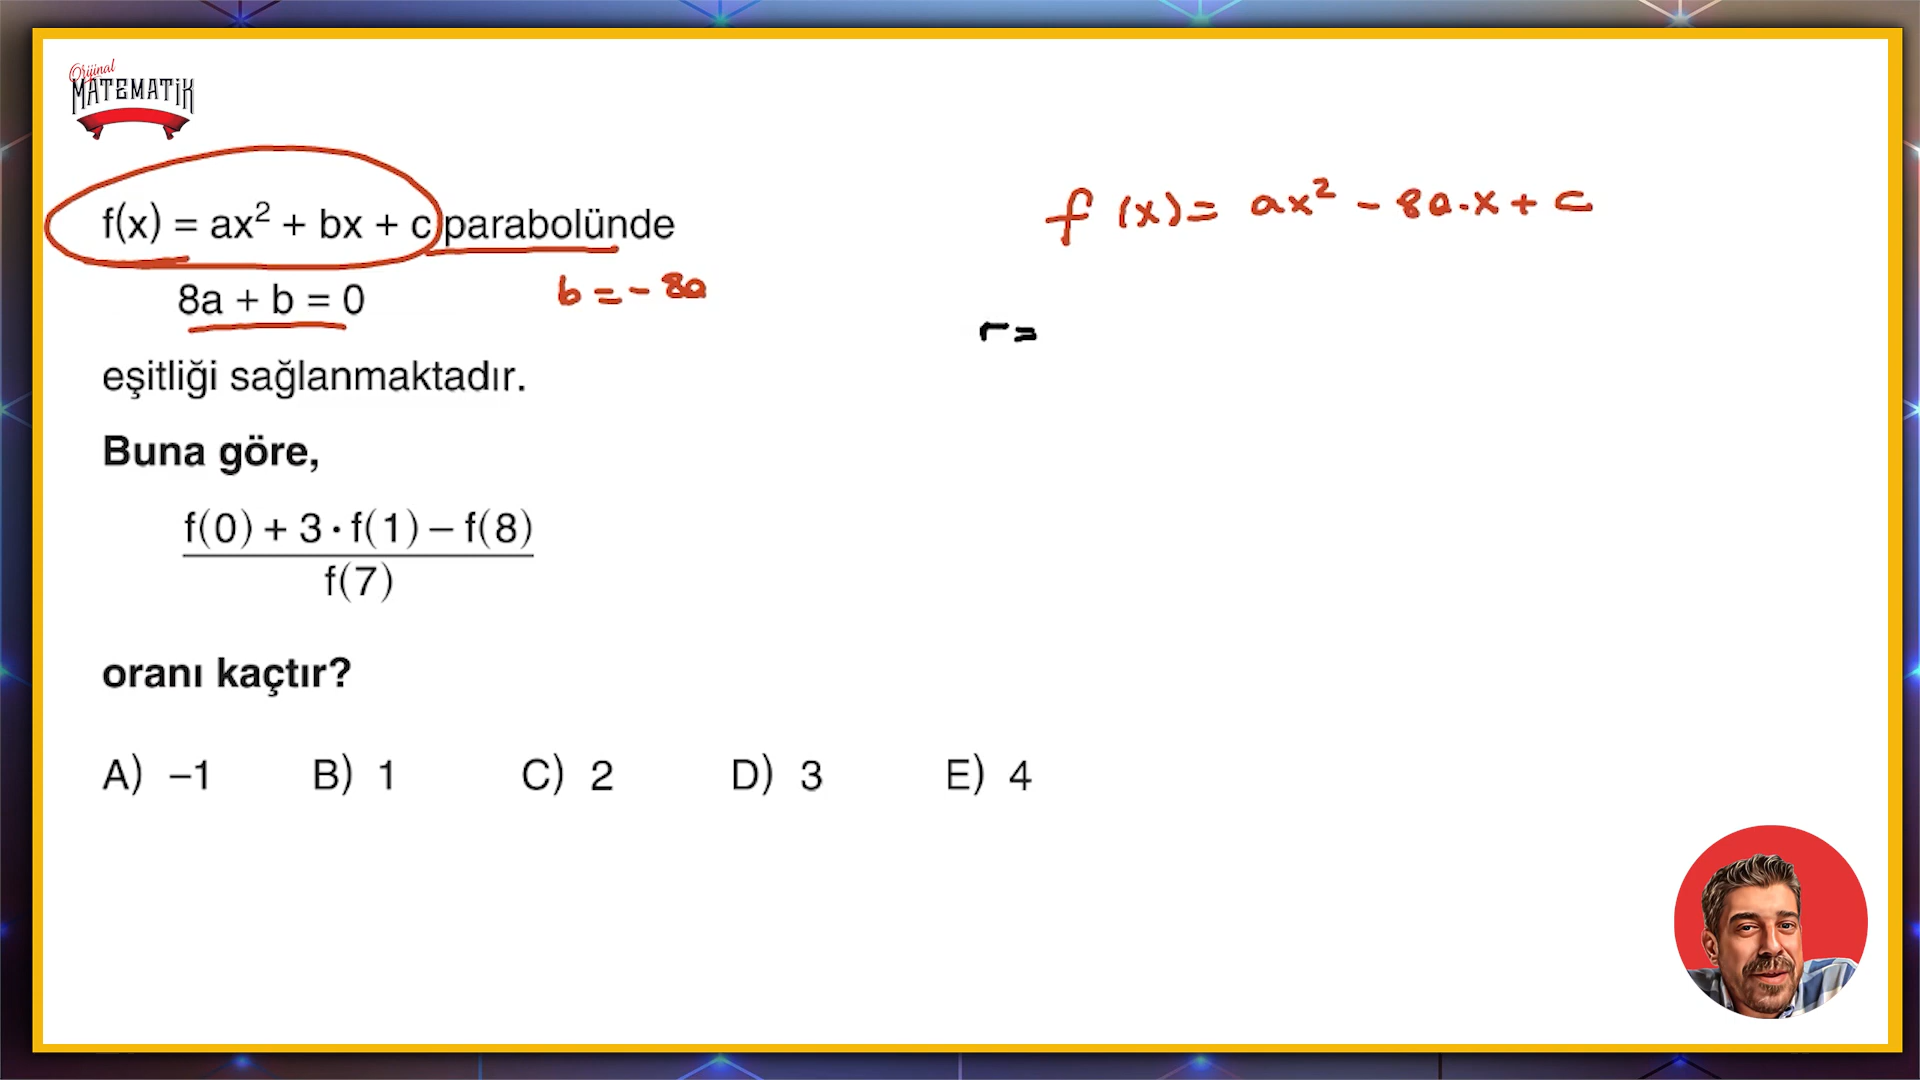 Orijinal
MATEMATİK
f(x) = ax² + bx + c parabolünde
8a + b = 0
b = - 8a
eşitliği sağlanmaktadır.
Buna göre,
f(0) + 3 · f(1) – f(8)
f(7)
oranı kaçtır?
A) –1 B) 1 C) 2 D) 3 E) 4
f (x) = ax² - 8a.x + c
r =